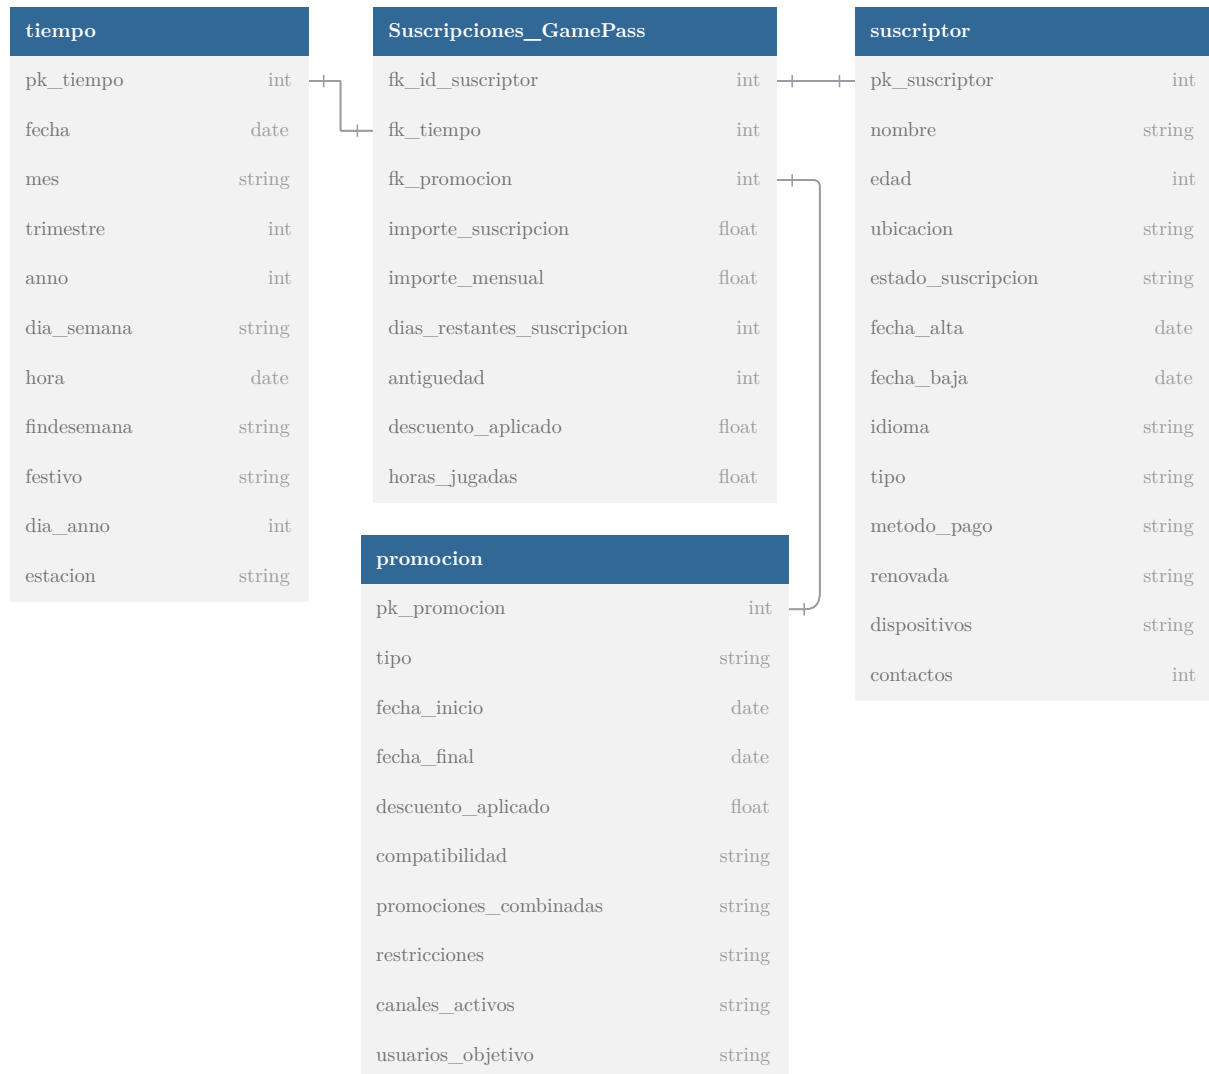 tiempo
pk_tiempo int
fecha date
mes string
trimestre int
anno int
dia_semana string
hora date
findesemana string
festivo string
dia_anno int
estacion string
Suscripciones_GamePass
fk_id_suscriptor int
fk_tiempo int
fk_promocion int
importe_suscripcion float
importe_mensual float
dias_restantes_suscripcion int
antiguedad int
descuento_aplicado float
horas_jugadas float
suscriptor
pk_suscriptor int
nombre string
edad int
ubicacion string
estado_suscripcion string
fecha_alta date
fecha_baja date
idioma string
tipo string
metodo_pago string
renovada string
dispositivos string
contactos int
promocion
pk_promocion int
tipo string
fecha_inicio date
fecha_final date
descuento_aplicado float
compatibilidad string
promociones_combinadas string
restricciones string
canales_activos string
usuarios_objetivo string